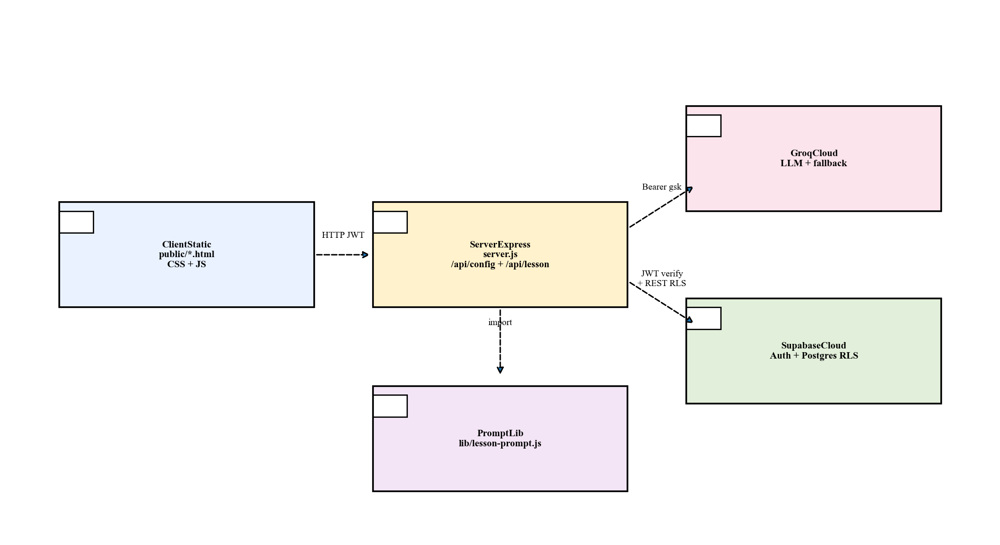 GroqCloud
LLM + fallback
Bearer gsk
ClientStatic
public/*.html
CSS + JS
HTTP JWT
ServerExpress
server.js
/api/config + /api/lesson
JWT verify
+ REST RLS
import
SupabaseCloud
Auth + Postgres RLS
PromptLib
lib/lesson-prompt.js